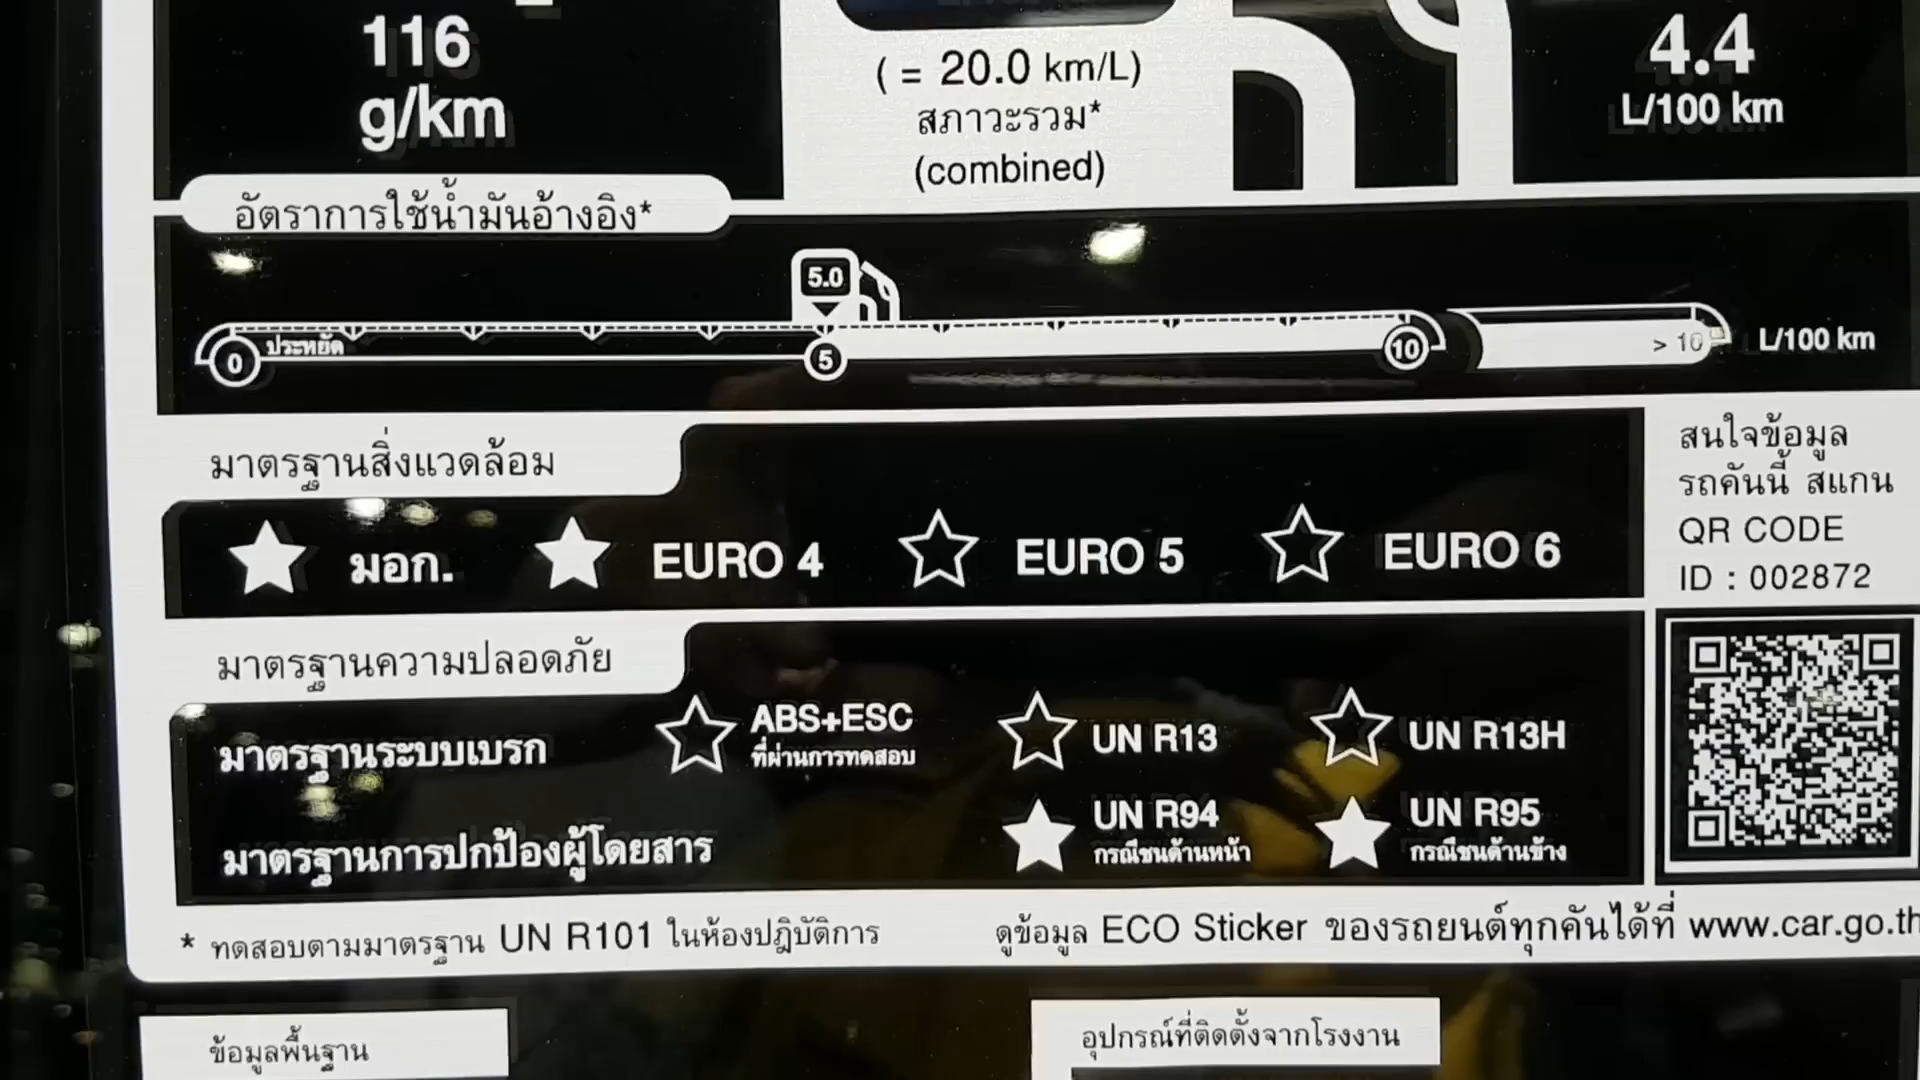 116
g/km
( = 20.0 km/L)
สภาวะรวม*
(combined)
4.4
L/100 km
อัตราการใช้น้ำมันอ้างอิง*
5.0
0
ประหยัด
5
10
> 10
L/100 km
มาตรฐานสิ่งแวดล้อม
มอก.
EURO 4
EURO 5
EURO 6
สนใจข้อมูล
รถคันนี้ สแกน
QR CODE
ID : 002872
มาตรฐานความปลอดภัย
มาตรฐานระบบเบรก
ABS+ESC
ที่ผ่านการทดสอบ
UN R13
UN R13H
มาตรฐานการปกป้องผู้โดยสาร
UN R94
กรณีชนด้านหน้า
UN R95
กรณีชนด้านข้าง
* ทดสอบตามมาตรฐาน UN R101 ในห้องปฎิบัติการ
ดูข้อมูล ECO Sticker ของรถยนต์ทุกคันได้ที่ www.car.go.th
ข้อมูลพื้นฐาน
อุปกรณ์ที่ติดตั้งจากโรงงาน